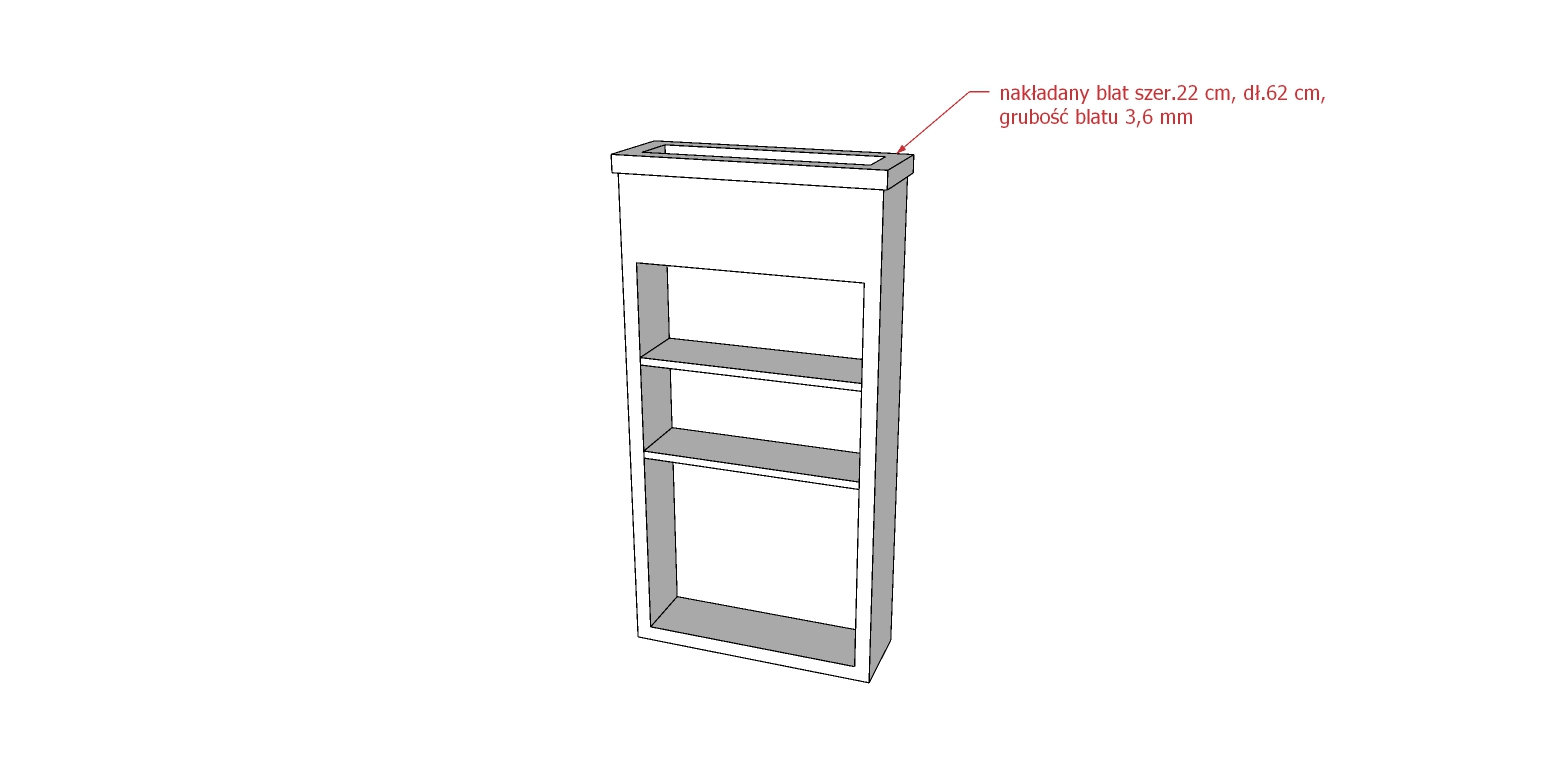 nakładany blat szer.22 cm, dł.62 cm,
grubość blatu 3,6 mm